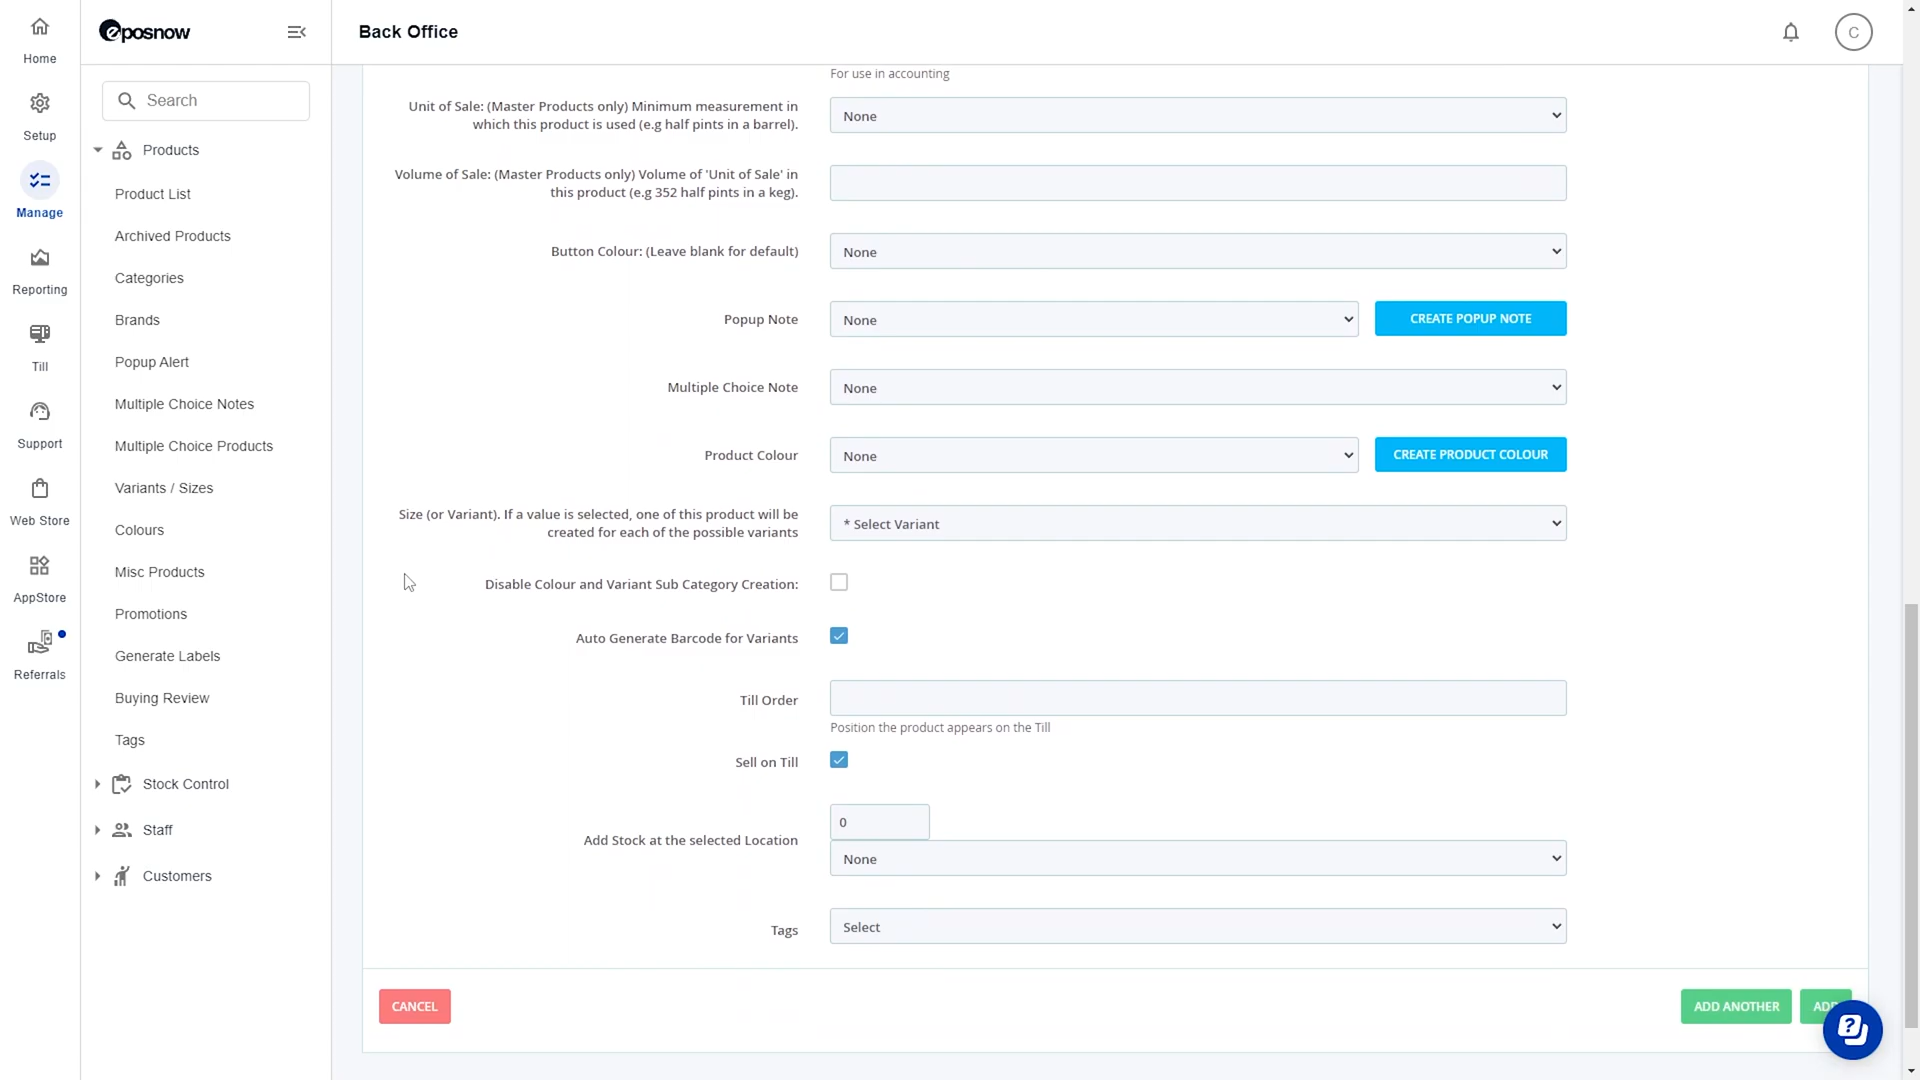 Home
Setup
Manage
Reporting
Till
Support
Web Store
AppStore
Referrals
eposnow
Search
Products
Product List
Archived Products
Categories
Brands
Popup Alert
Multiple Choice Notes
Multiple Choice Products
Variants / Sizes
Colours
Misc Products
Promotions
Generate Labels
Buying Review
Tags
Stock Control
Staff
Customers
Back Office
C
For use in accounting
Unit of Sale: (Master Products only) Minimum measurement in
which this product is used (e.g half pints in a barrel).
None
Volume of Sale: (Master Products only) Volume of 'Unit of Sale' in
this product (e.g 352 half pints in a keg).
Button Colour: (Leave blank for default)
None
Popup Note
None
CREATE POPUP NOTE
Multiple Choice Note
None
Product Colour
None
CREATE PRODUCT COLOUR
Size (or Variant). If a value is selected, one of this product will be
created for each of the possible variants
* Select Variant
Disable Colour and Variant Sub Category Creation:
Auto Generate Barcode for Variants
Till Order
Position the product appears on the Till
Sell on Till
Add Stock at the selected Location
0
None
Tags
Select
CANCEL
ADD ANOTHER
ADD
?